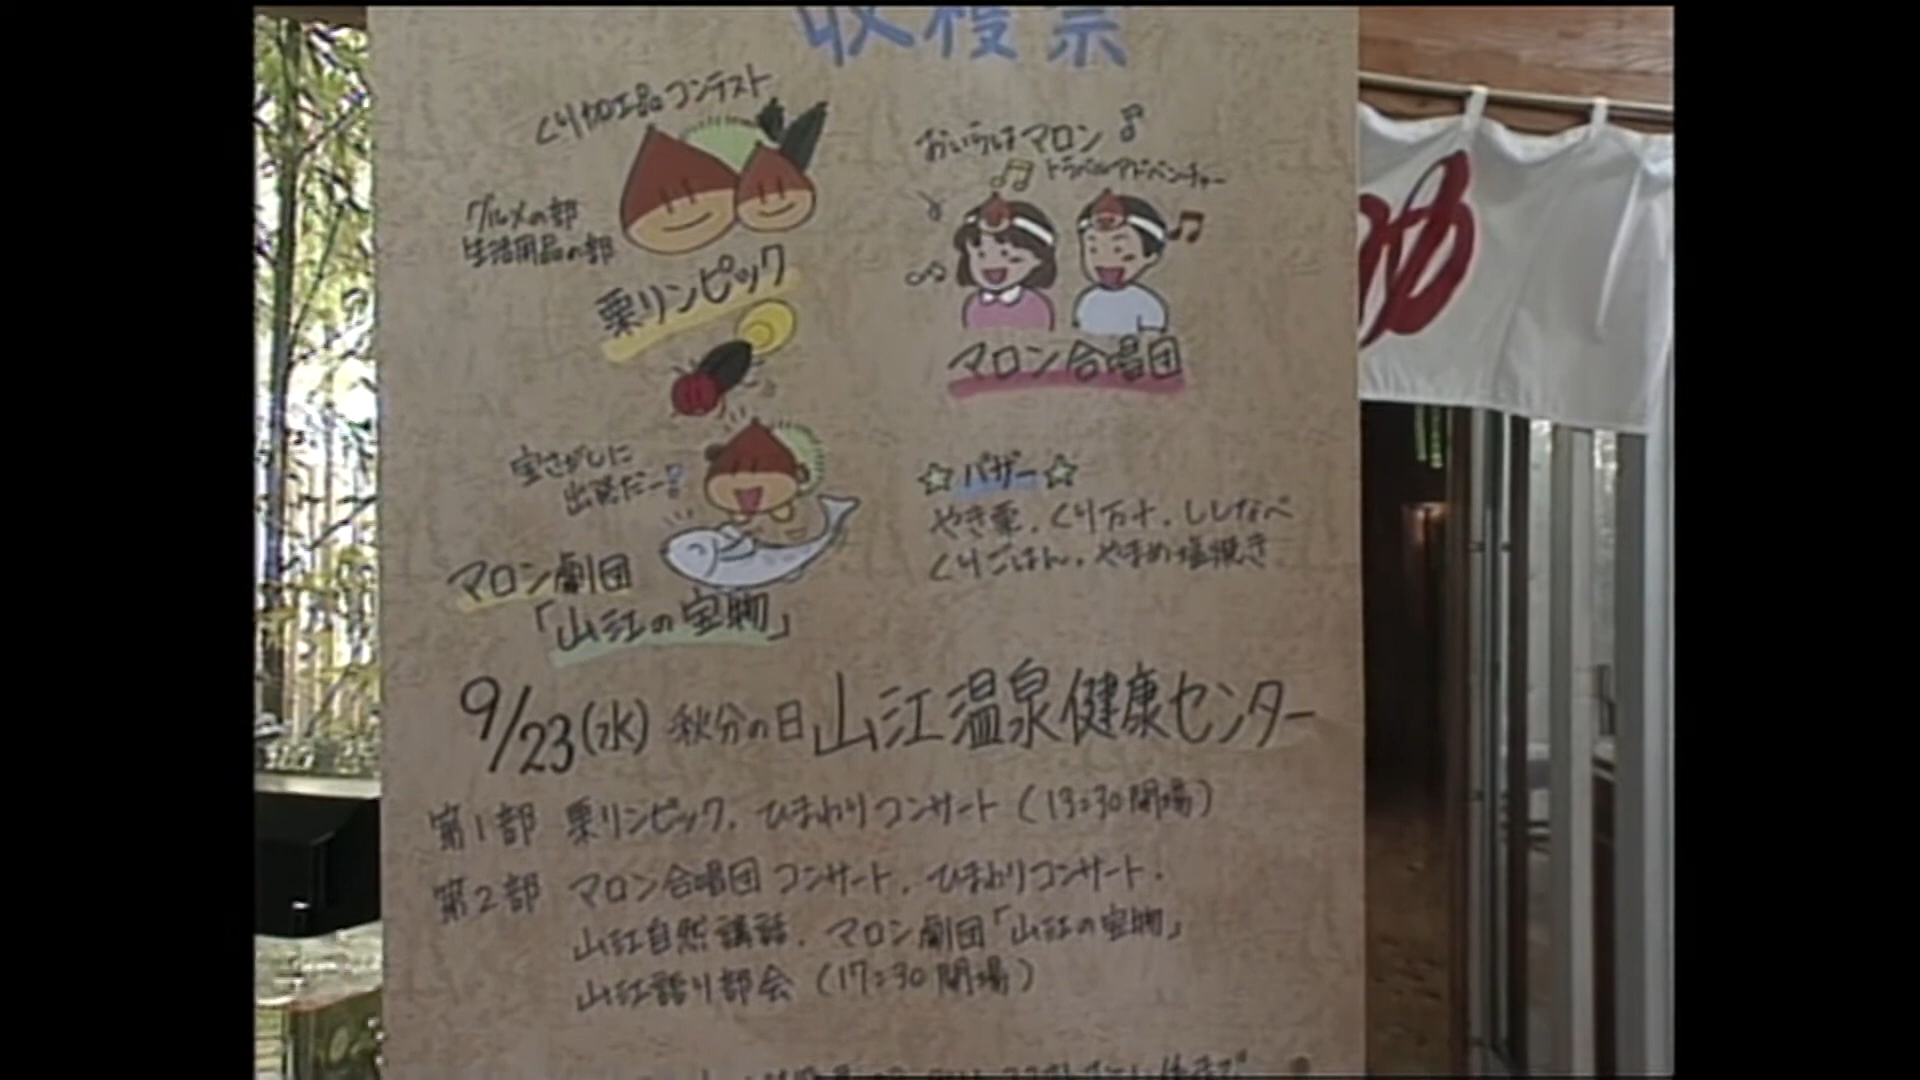 収穫祭
くり加工品コンテスト
グルメの部
生活用品の部
栗リンピック
おいらはマロン
トラベルアドベンチャー
マロン合唱団
宝さがしに
出発だー!
マロン劇団
「山江の宝物」
☆バザー☆
やき栗、くり万十、ししなべ
くりごはん、やまめ塩焼き
9/23(水) 秋分の日 山江温泉健康センター
第1部 栗リンピック、ひまわりコンサート(13:30開場)
第2部 マロン合唱団コンサート、ひまわりコンサート、
山江自然講話、マロン劇団「山江の宝物」
山江語り部会(17:30開場)
ゆ